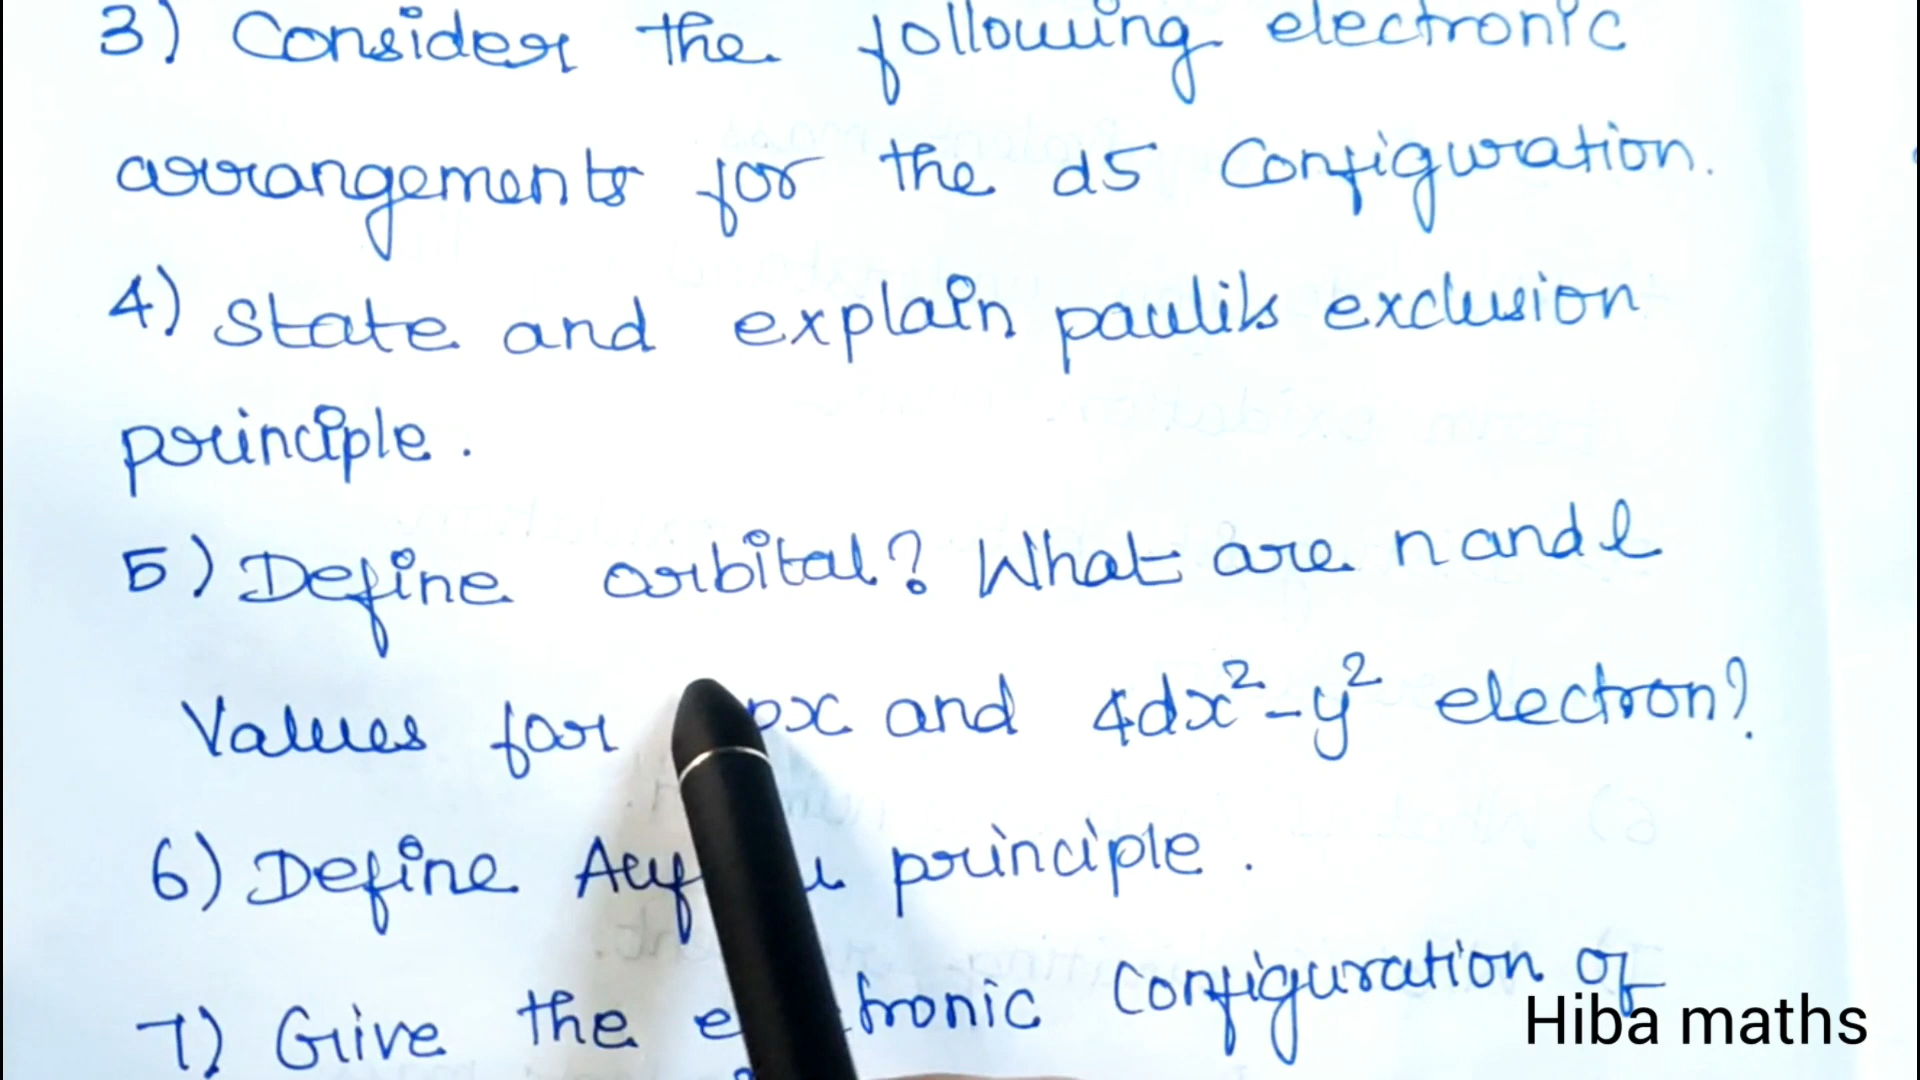 3) Consider the following electronic
arrangements for the d5 Configuration.
4) State and explain pauli's exclusion
principle.
5) Define orbital? What are n and l
Values for px and 4dx²-y² electron?
6) Define principle.
7) Give the configuration of
Hiba maths